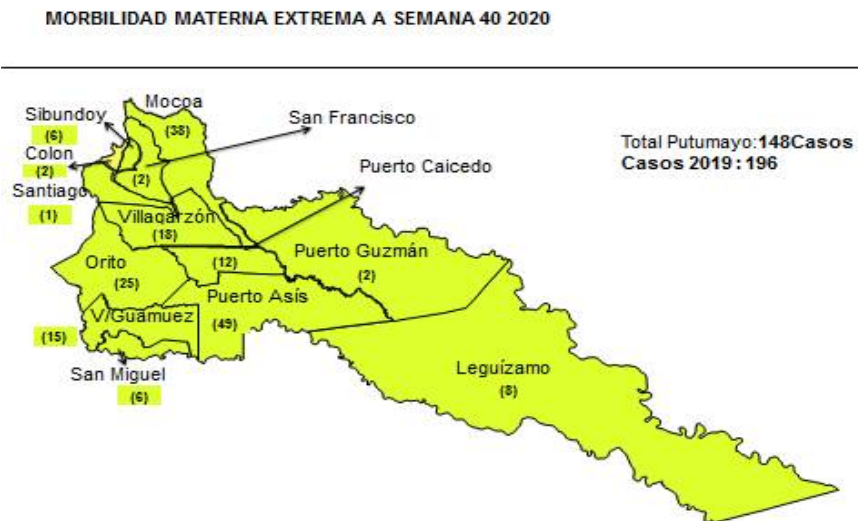 MORBILIDAD MATERNA EXTREMA A SEMANA 40 2020
Mocoa
(38)
Sibundoy
(6)
San Francisco
(2)
Colon
(2)
Total Putumayo:148Casos
Casos 2019:196
Puerto Caicedo
(12)
Santiago
(1)
Villagarzón
(18)
Puerto Guzmán
(2)
Orito
(25)
Puerto Asís
(49)
V/Guamuez
(15)
Leguízamo
(8)
San Miguel
(6)